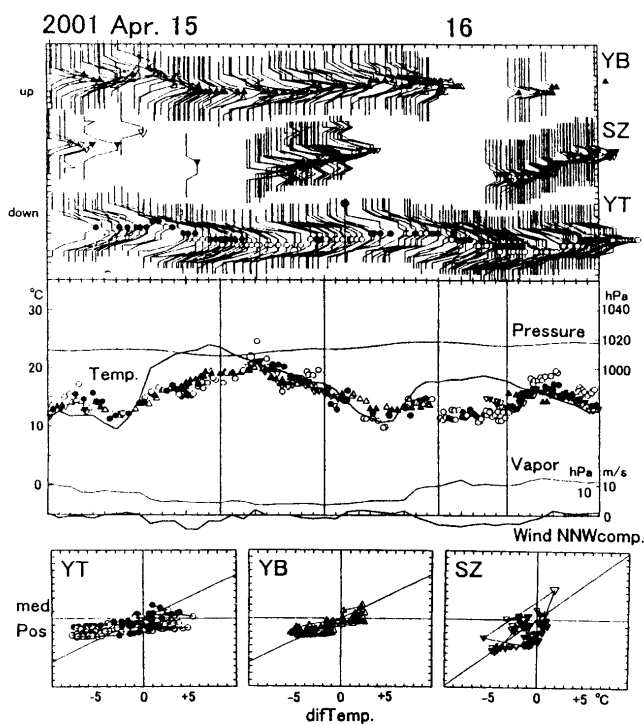 2001 Apr. 15 16
YB
up
SZ
down
YT
°C hPa
30 1040
Pressure 1020
20
Temp. 1000
10
Vapor hPa m/s
0 10 10
0
Wind NNWcomp.
YT YB SZ
med.
Pos
-5 0 +5 -5 0 +5 -5 0 +5 °C
difTemp.